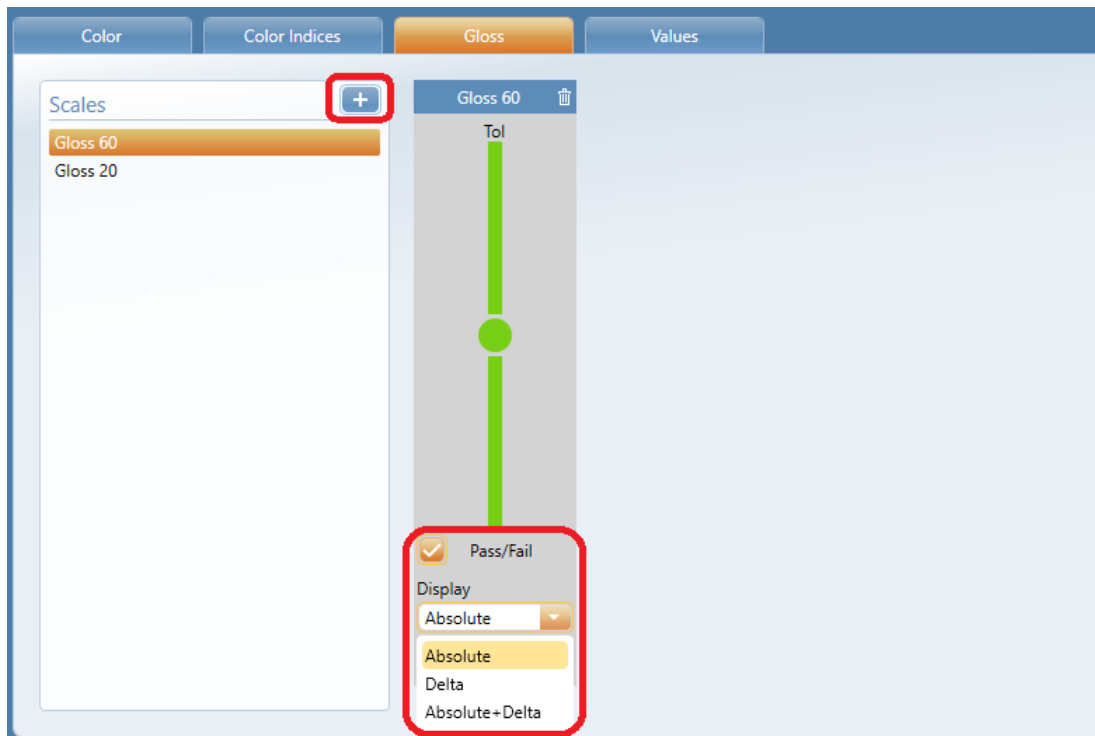 Color
Color Indices
Gloss
Values
Scales
+
Gloss 60
Gloss 20
Gloss 60
Tol
Pass/Fail
Display
Absolute
Absolute
Delta
Absolute+Delta